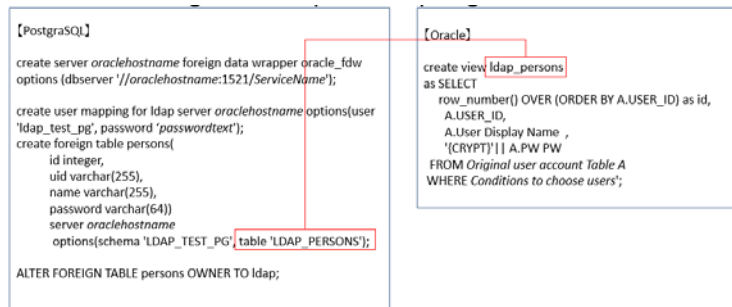 【PostgraSQL】
create server oraclehostname foreign data wrapper oracle_fdw
options (dbserver '//oraclehostname:1521/ServiceName');
create user mapping for ldap server oraclehostname options(user
'ldap_test_pg', password 'passwordtext');
create foreign table persons(
id integer,
uid varchar(255),
name varchar(255),
password varchar(64))
server oraclehostname
options(schema 'LDAP_TEST_PG', table 'LDAP_PERSONS');
ALTER FOREIGN TABLE persons OWNER TO ldap;
【Oracle】
create view ldap_persons
as SELECT
row_number() OVER (ORDER BY A.USER_ID) as id,
A.USER_ID,
A.User Display Name ,
'{CRYPT}'|| A.PW PW
FROM Original user account Table A
WHERE Conditions to choose users';